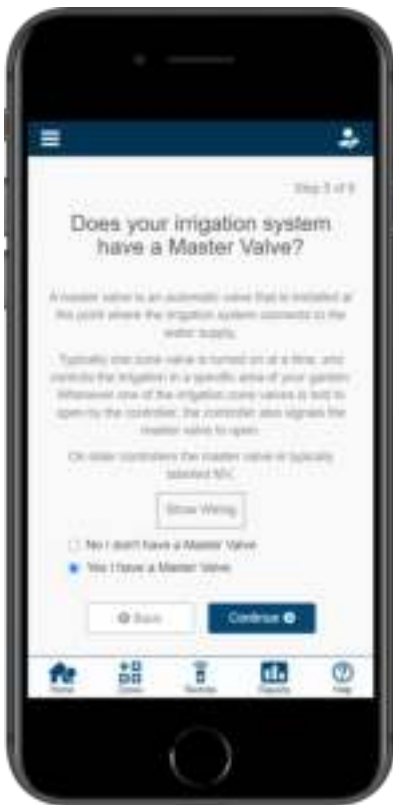 Step 5 of 6
Does your irrigation system
have a Master Valve?
A master valve is an automatic valve that is installed at
the point where the irrigation system connects to the
water supply.
Typically one zone valve is turned on at a time, and
controls the irrigation in a specific area of your garden.
Whenever one of the irrigation zone valves is told to
open by the controller, the controller also signals the
master valve to open.
On older controllers the master valve is typically
labeled MV.
Show Wiring
No I don't have a Master Valve
Yes I have a Master Valve
Back
Continue
Home
Zones
Remote
Reports
Help